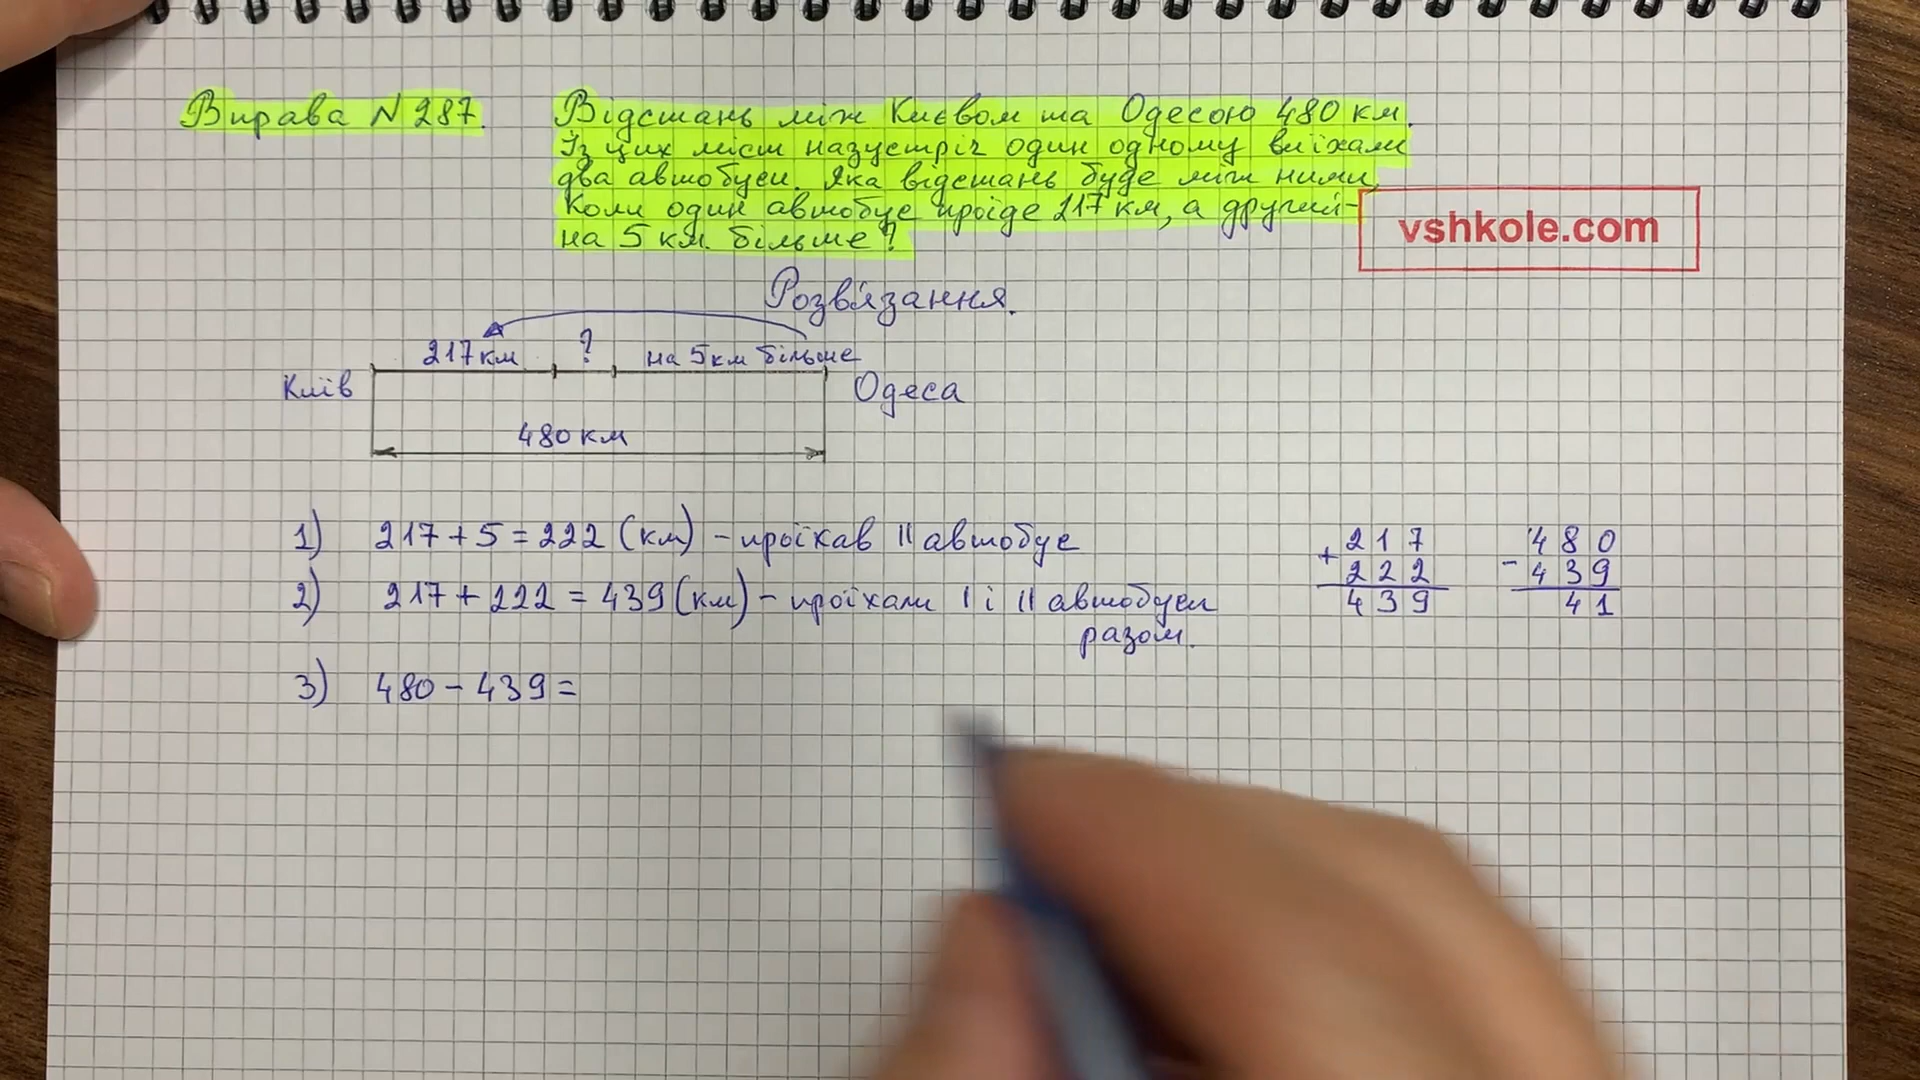 Вправа N 287.
Відстань між Києвом та Одесою 480 км.
Із цих міст назустріч один одному виїхали
два автобуси. Яка відстань буде між ними,
коли один автобус проїде 217 км, а другий -
на 5 км більше?
vshkole.com
Розв'язання.
217 км ? на 5 км більше
Київ Одеса
480 км
1) 217 + 5 = 222 (км) - проїхав II автобус
2) 217 + 222 = 439 (км) - проїхали I і II автобуси
разом.
3) 480 - 439 =
217
+ 222
439
480
- 439
41